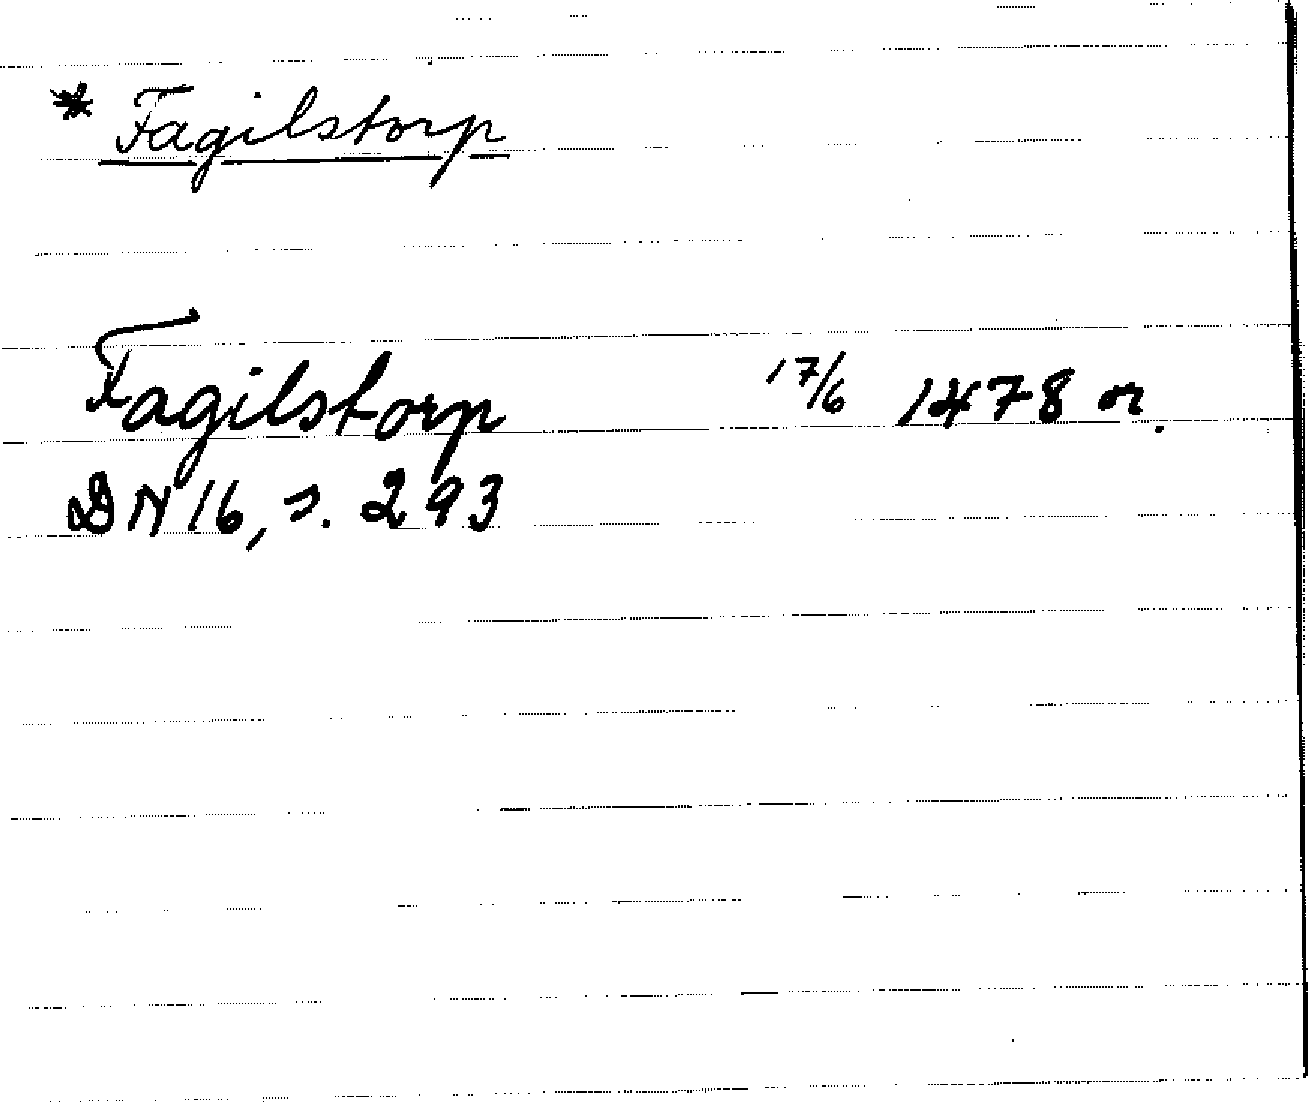 * Fagilstorp
Fagilstorp 17/6 1478 or.
DN 16, s. 293